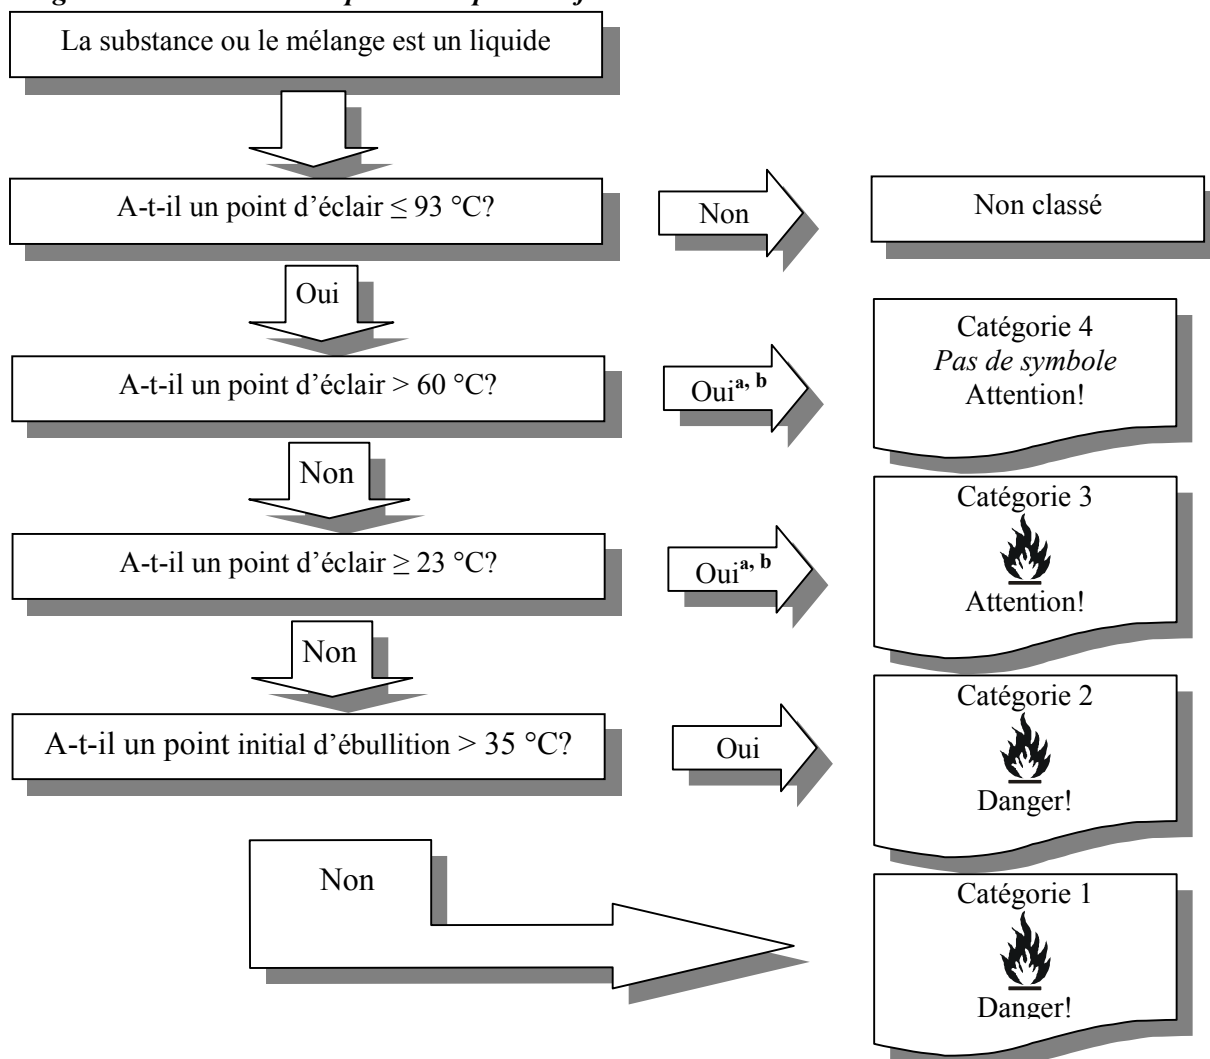 La substance ou le mélange est un liquide
A-t-il un point d'éclair ≤ 93 °C?
Non
Non classé
Oui
A-t-il un point d'éclair > 60 °C?
Ouiᵃ, ᵇ
Catégorie 4
Pas de symbole
Attention!
Non
A-t-il un point d'éclair ≥ 23 °C?
Ouiᵃ, ᵇ
Catégorie 3
Attention!
Non
A-t-il un point initial d'ébullition > 35 °C?
Oui
Catégorie 2
Danger!
Non
Catégorie 1
Danger!